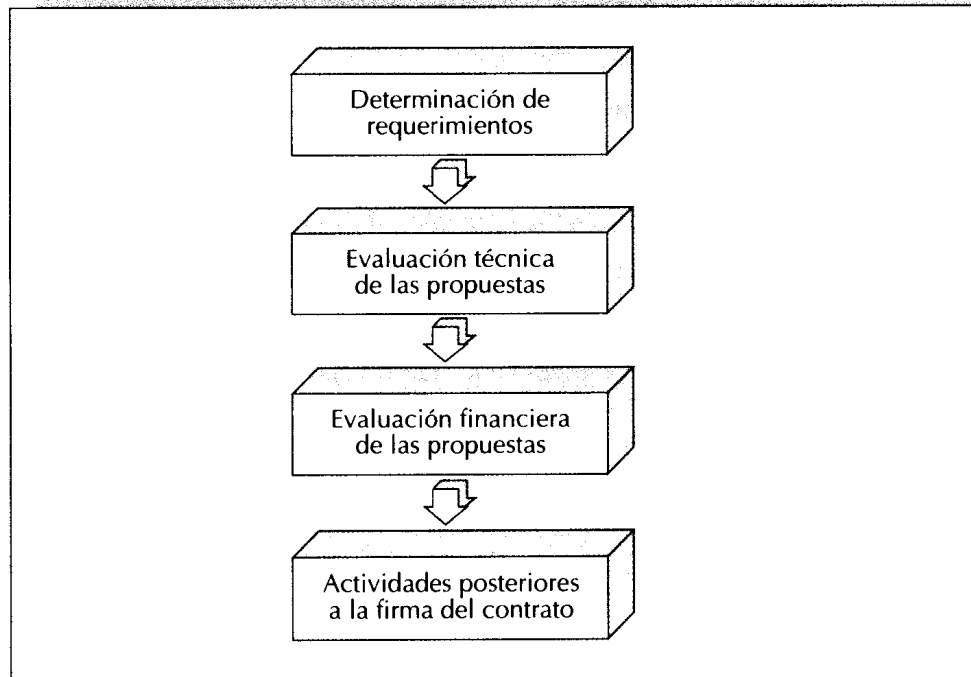 Determinación de
requerimientos
Evaluación técnica
de las propuestas
Evaluación financiera
de las propuestas
Actividades posteriores
a la firma del contrato